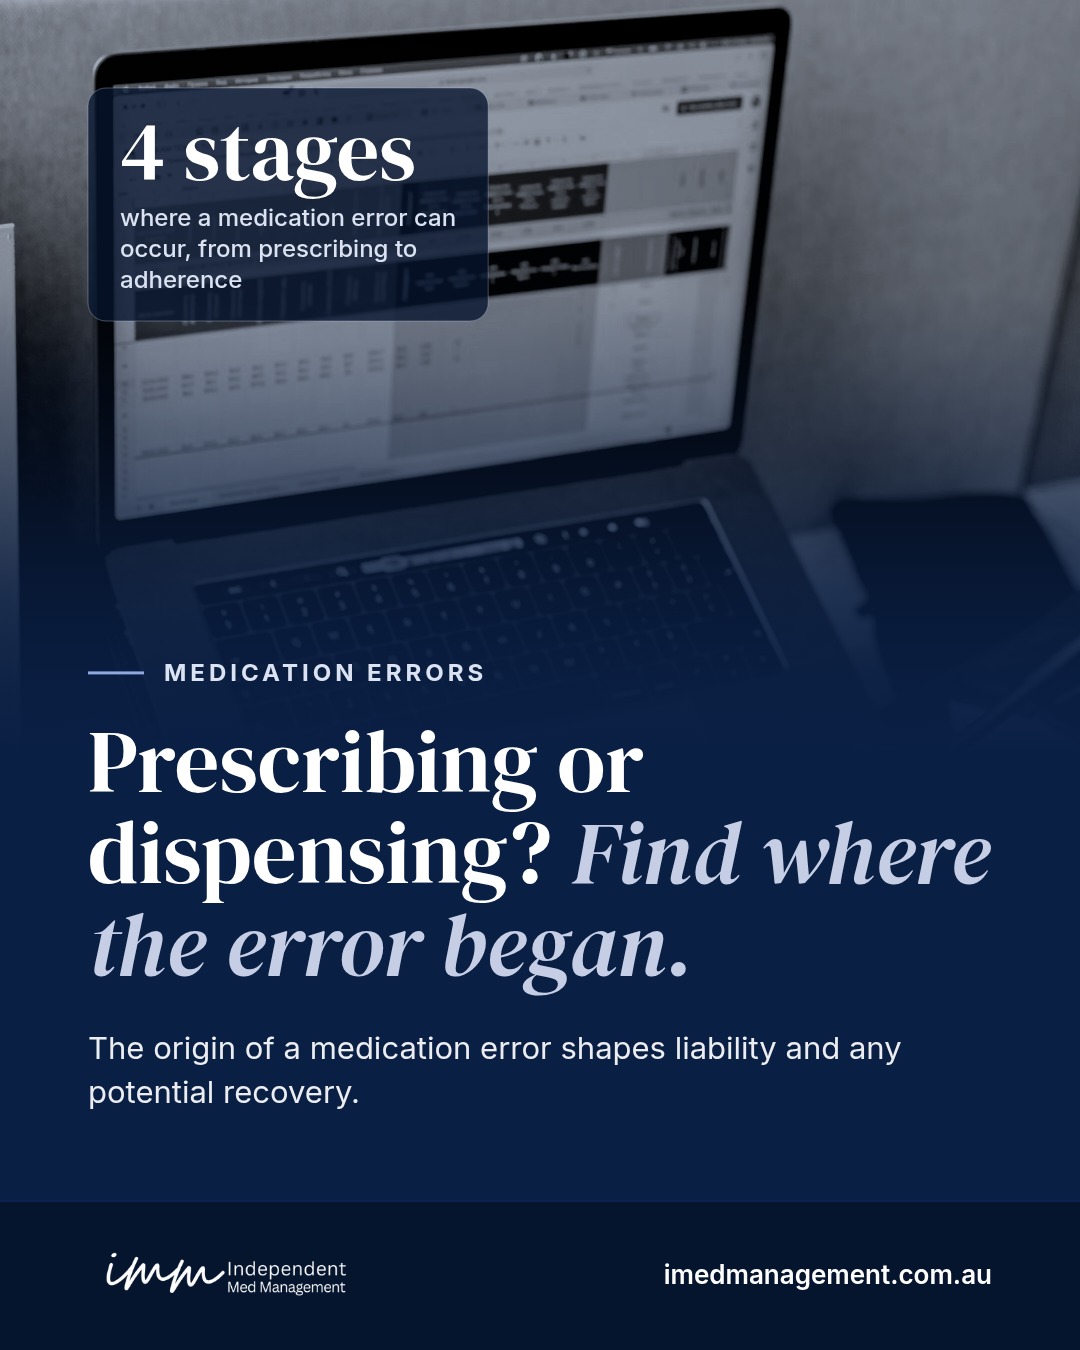 4 stages
where a medication error can
occur, from prescribing to
adherence
MEDICATION ERRORS
Prescribing or
dispensing? Find where
the error began.
The origin of a medication error shapes liability and any
potential recovery.
imm Independent
Med Management
imedmanagement.com.au